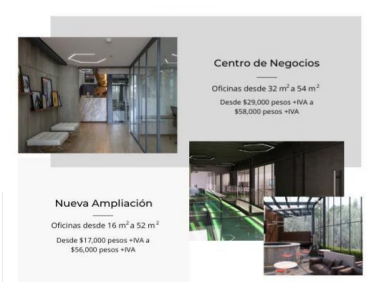 Centro de Negocios
Oficinas desde 32 m² a 54 m²
Desde $29,000 pesos +IVA a
$58,000 pesos +IVA
Nueva Ampliación
Oficinas desde 16 m² a 52 m²
Desde $17,000 pesos +IVA a
$56,000 pesos +IVA